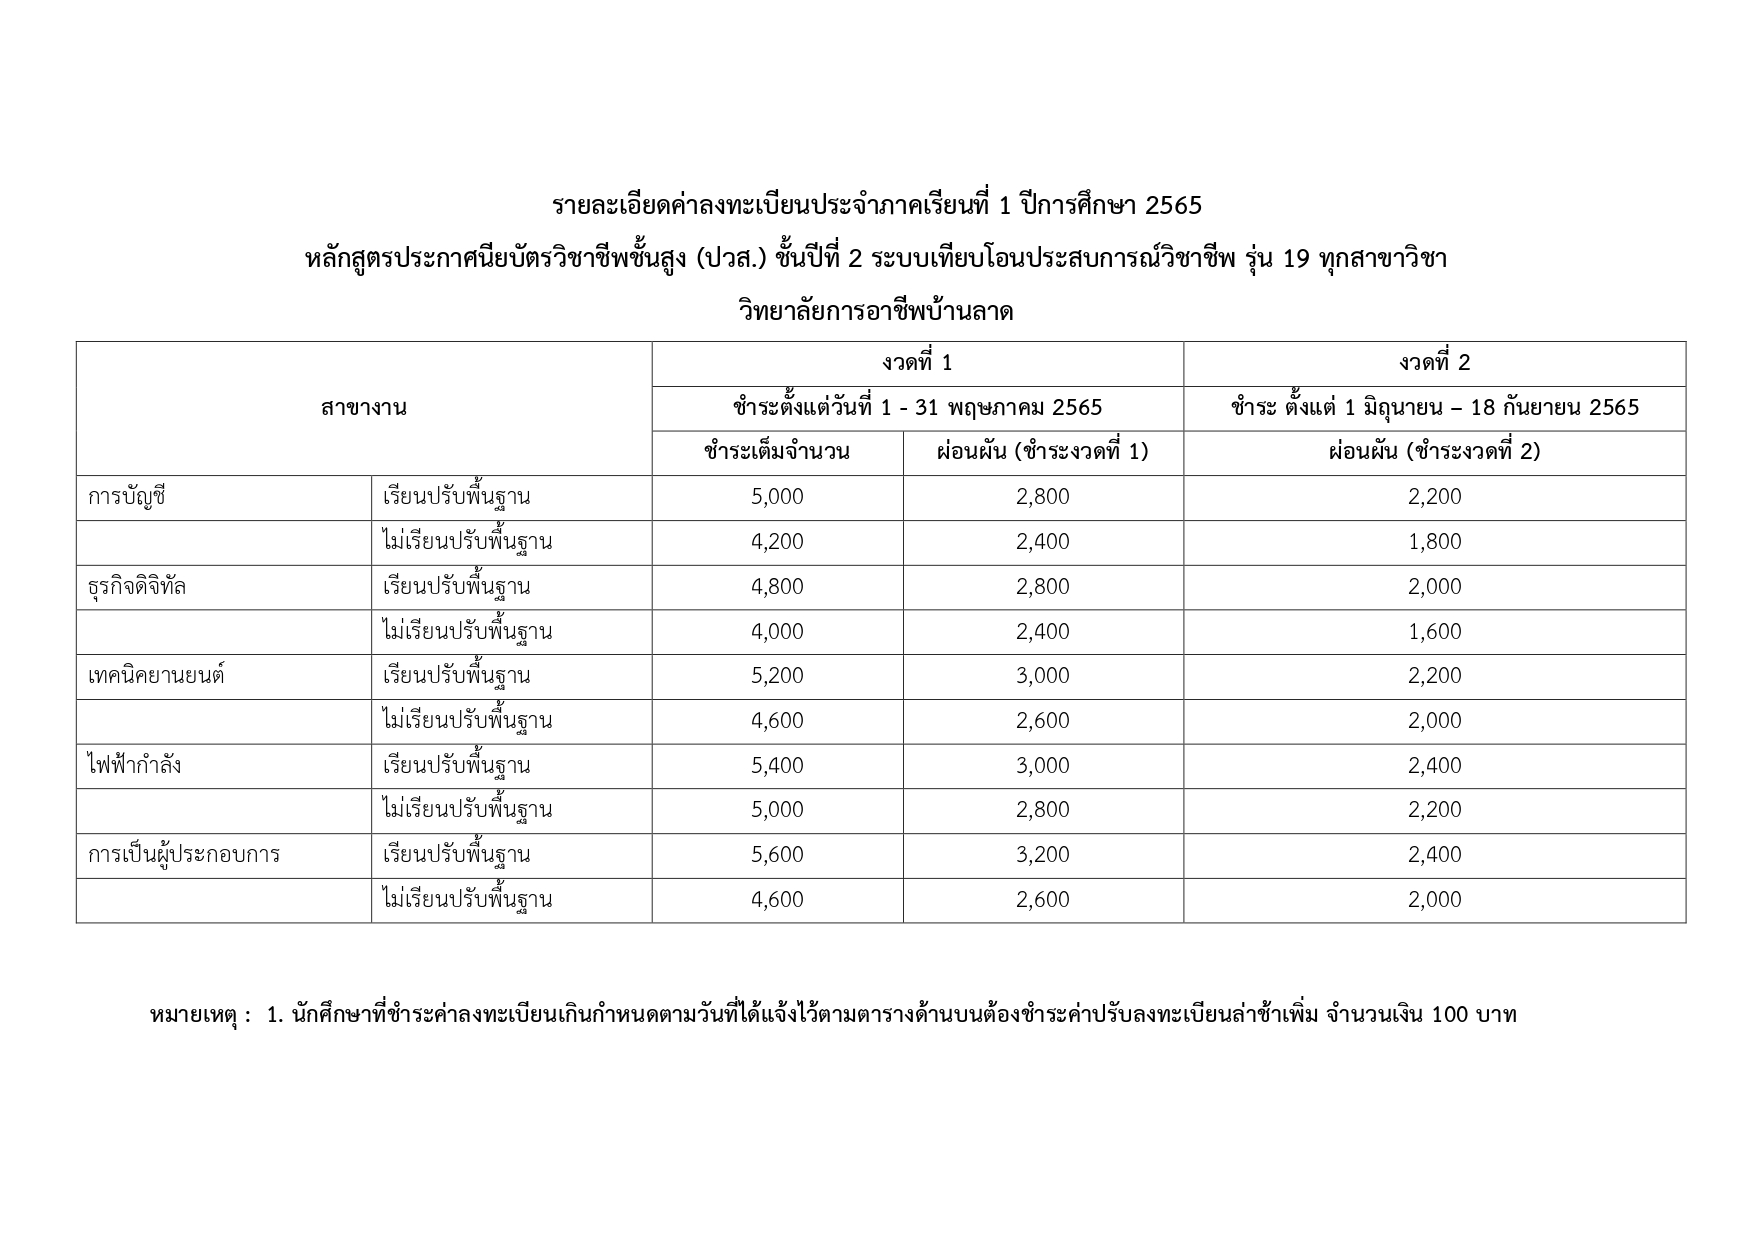 รายละเอียดค่าลงทะเบียนประจำภาคเรียนที่ 1 ปีการศึกษา 2565
หลักสูตรประกาศนียบัตรวิชาชีพชั้นสูง (ปวส.) ชั้นปีที่ 2 ระบบเทียบโอนประสบการณ์วิชาชีพ รุ่น 19 ทุกสาขาวิชา
วิทยาลัยการอาชีพบ้านลาด
สาขางาน งวดที่ 1 งวดที่ 2
ชำระตั้งแต่วันที่ 1 - 31 พฤษภาคม 2565 ชำระ ตั้งแต่ 1 มิถุนายน – 18 กันยายน 2565
ชำระเต็มจำนวน ผ่อนผัน (ชำระงวดที่ 1) ผ่อนผัน (ชำระงวดที่ 2)
การบัญชี เรียนปรับพื้นฐาน 5,000 2,800 2,200
ไม่เรียนปรับพื้นฐาน 4,200 2,400 1,800
ธุรกิจดิจิทัล เรียนปรับพื้นฐาน 4,800 2,800 2,000
ไม่เรียนปรับพื้นฐาน 4,000 2,400 1,600
เทคนิคยานยนต์ เรียนปรับพื้นฐาน 5,200 3,000 2,200
ไม่เรียนปรับพื้นฐาน 4,600 2,600 2,000
ไฟฟ้ากำลัง เรียนปรับพื้นฐาน 5,400 3,000 2,400
ไม่เรียนปรับพื้นฐาน 5,000 2,800 2,200
การเป็นผู้ประกอบการ เรียนปรับพื้นฐาน 5,600 3,200 2,400
ไม่เรียนปรับพื้นฐาน 4,600 2,600 2,000
หมายเหตุ : 1. นักศึกษาที่ชำระค่าลงทะเบียนเกินกำหนดตามวันที่ได้แจ้งไว้ตามตารางด้านบนต้องชำระค่าปรับลงทะเบียนล่าช้าเพิ่ม จำนวนเงิน 100 บาท